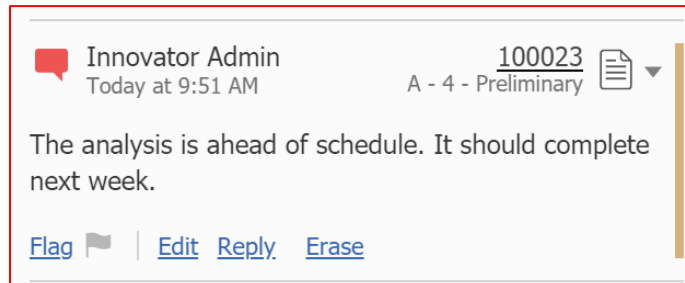 Innovator Admin 100023
Today at 9:51 AM A - 4 - Preliminary
The analysis is ahead of schedule. It should complete
next week.
Flag Edit Reply Erase